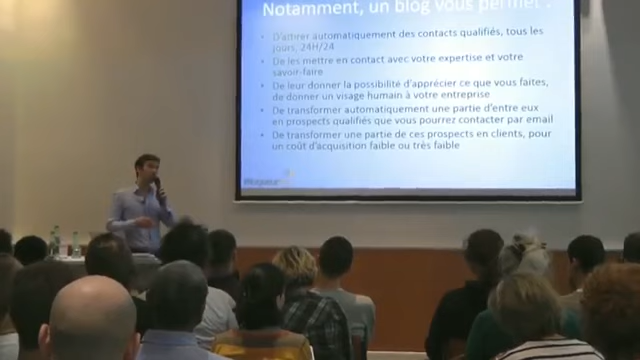 Notamment, un blog vous permet :
• D'attirer automatiquement des contacts qualifiés, tous les
jours, 24H/24
• De les mettre en contact avec votre expertise et votre
savoir-faire
• De leur donner la possibilité d'apprécier ce que vous faites,
de donner un visage humain à votre entreprise
• De transformer automatiquement une partie d'entre eux
en prospects qualifiés que vous pourrez contacter par email
• De transformer une partie de ces prospects en clients, pour
un coût d'acquisition faible ou très faible